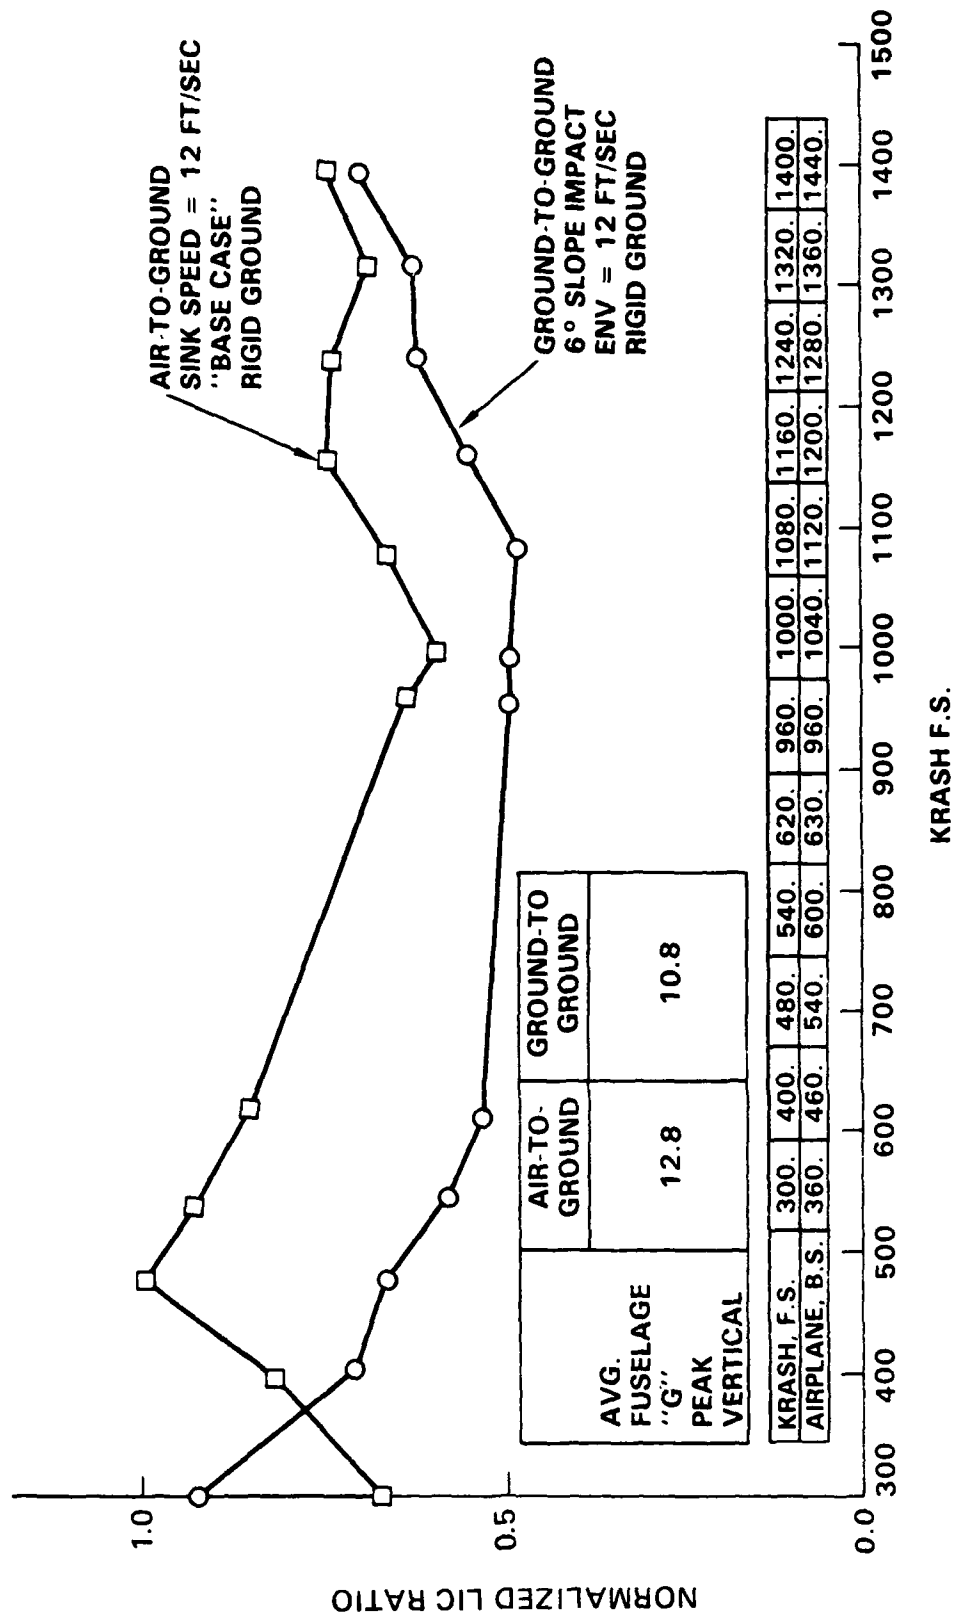 NORMALIZED LIC RATIO
1.0
0.5
0.0
AIR-TO-GROUND
SINK SPEED = 12 FT/SEC
"BASE CASE"
RIGID GROUND
GROUND-TO-GROUND
6° SLOPE IMPACT
ENV = 12 FT/SEC
RIGID GROUND
AIR-TO-GROUND GROUND-TO GROUND
AVG.
FUSELAGE
"G"
PEAK
VERTICAL
12.8 10.8
KRASH, F.S. 300. 400. 480. 540. 620. 960. 1000. 1080. 1160. 1240. 1320. 1400.
AIRPLANE, B.S. 360. 460. 540. 600. 630. 960. 1040. 1120. 1200. 1280. 1360. 1440.
300 400 500 600 700 800 900 1000 1100 1200 1300 1400 1500
KRASH F.S.